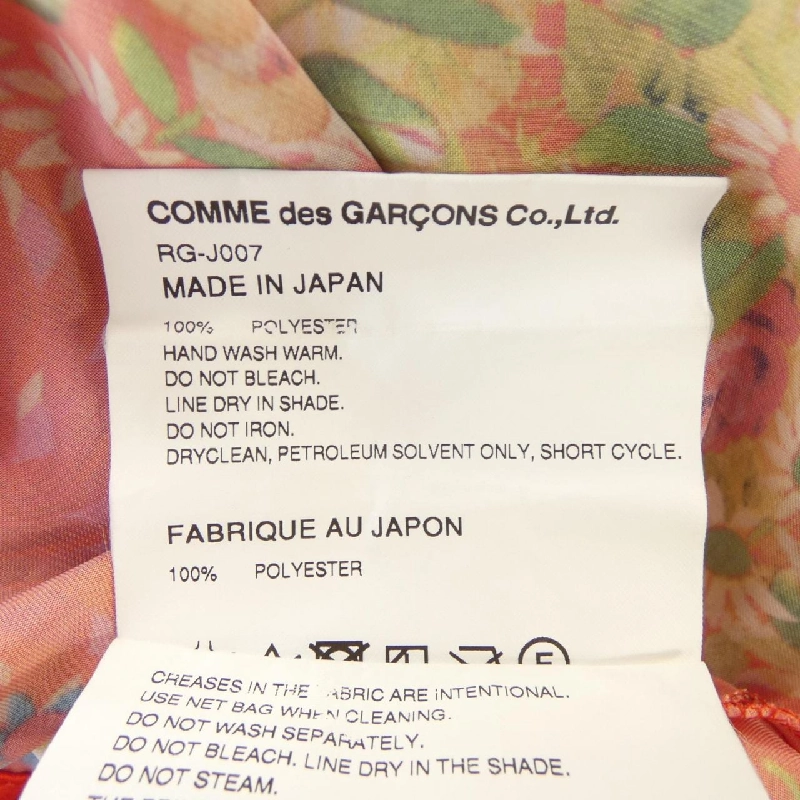 COMME des GARÇONS Co.,Ltd.
RG-J007
MADE IN JAPAN
100% POLYESTER
HAND WASH WARM.
DO NOT BLEACH.
LINE DRY IN SHADE.
DO NOT IRON.
DRYCLEAN, PETROLEUM SOLVENT ONLY, SHORT CYCLE.
FABRIQUE AU JAPON
100% POLYESTER
F
CREASES IN THE FABRIC ARE INTENTIONAL.
USE NET BAG WHEN CLEANING.
DO NOT WASH SEPARATELY.
DO NOT BLEACH. LINE DRY IN THE SHADE.
DO NOT STEAM.